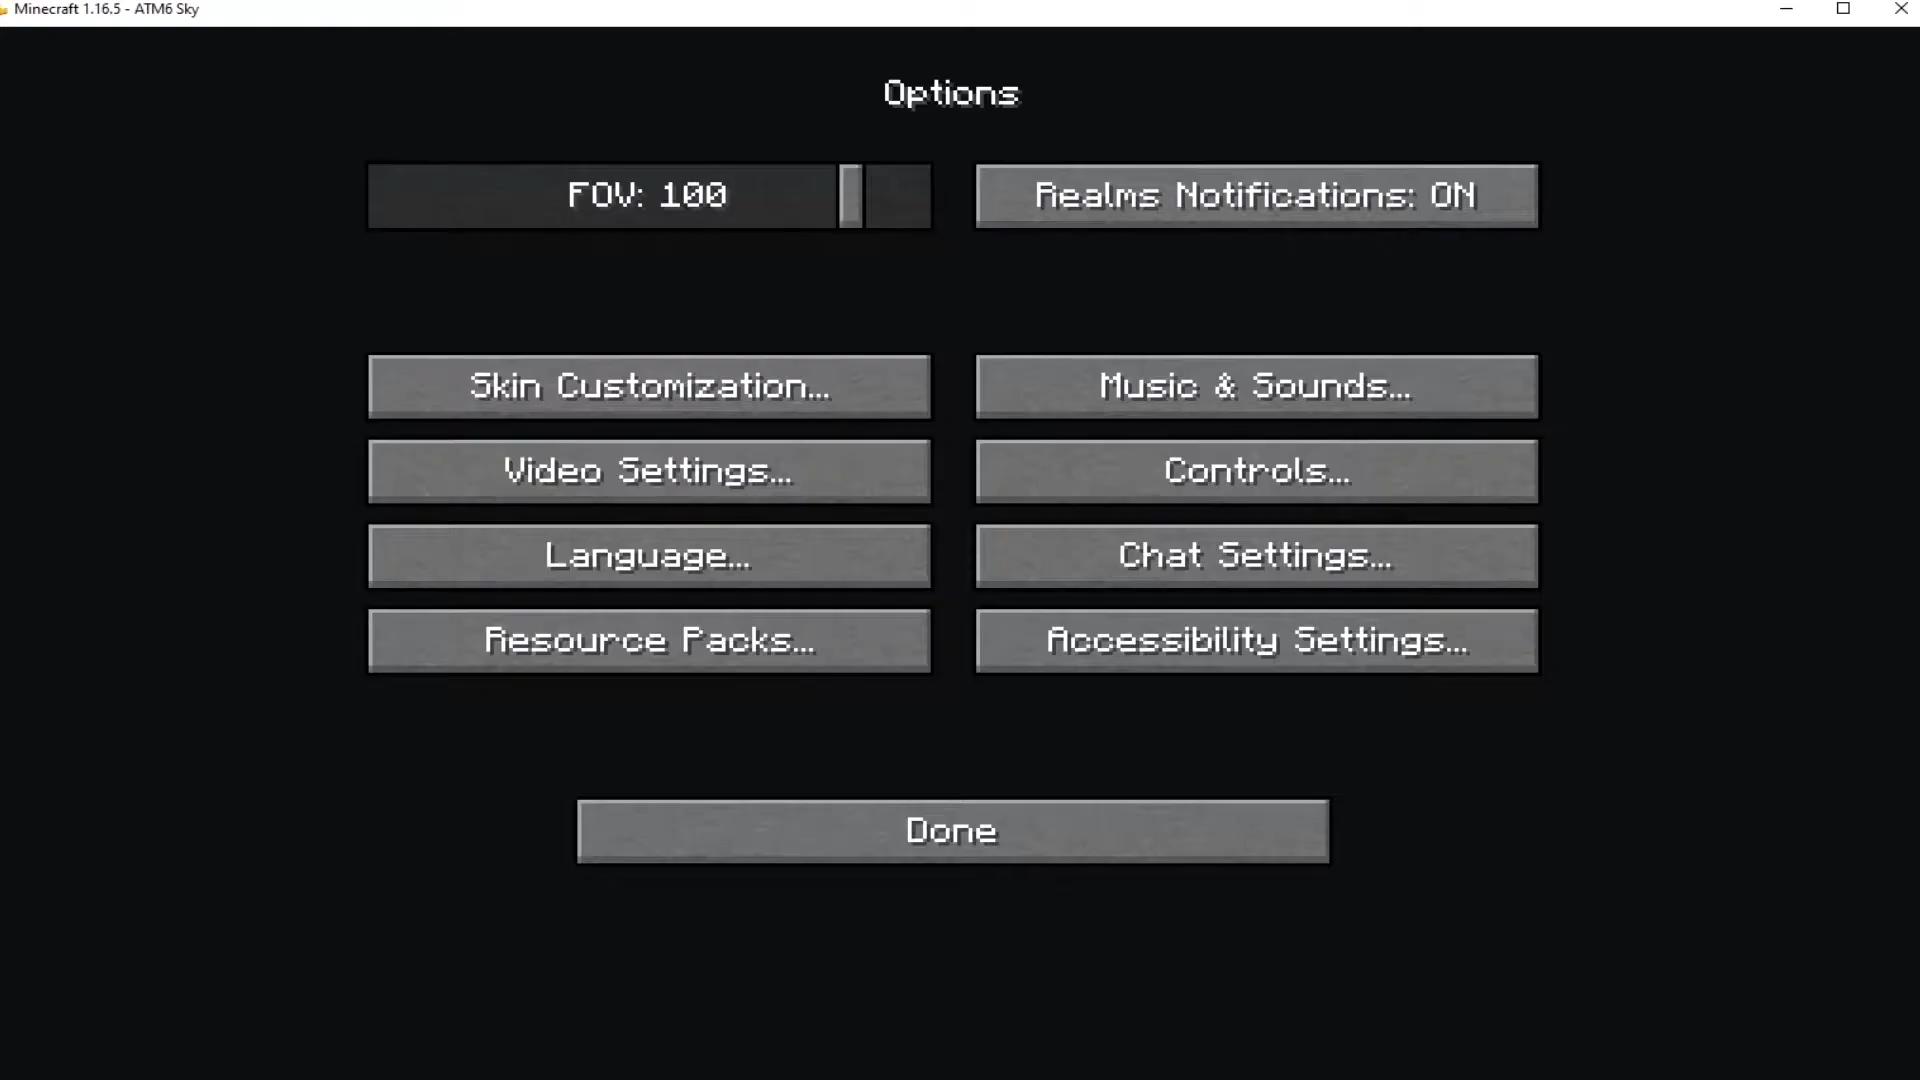 Minecraft 1.16.5 - ATM6 Sky
Options
FOV: 100
Realms Notifications: ON
Skin Customization...
Music & Sounds...
Video Settings...
Controls...
Language...
Chat Settings...
Resource Packs...
Accessibility Settings...
Done